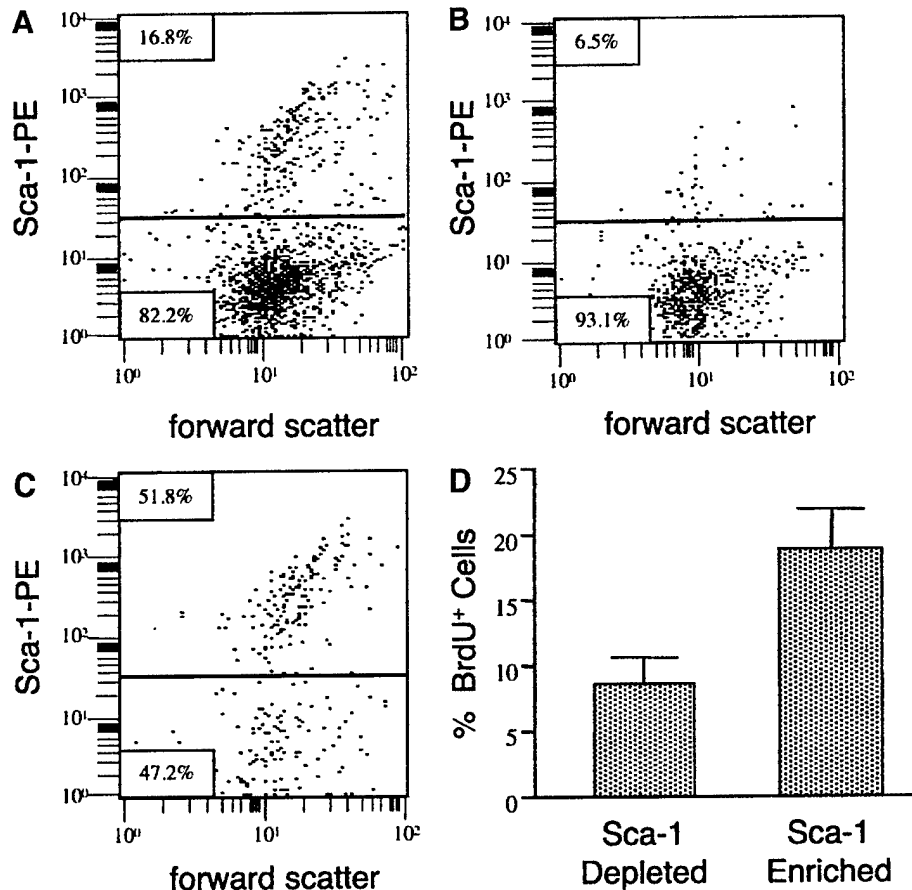 A
10⁴
16.8%
10³
Sca-1-PE
10²
10¹
82.2%
10⁰
10⁰ 10¹ 10²
forward scatter
B
10⁴
6.5%
10³
Sca-1-PE
10²
10¹
93.1%
10⁰
10⁰ 10¹ 10²
forward scatter
C
10⁴
51.8%
10³
Sca-1-PE
10²
10¹
47.2%
10⁰
10⁰ 10¹ 10²
forward scatter
D
25
20
15
10
5
0
% BrdU⁺ Cells
Sca-1
Depleted
Sca-1
Enriched